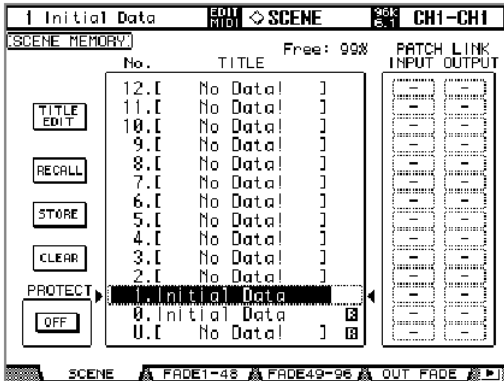 1 Initial Data EDIT MIDI ◇SCENE 96k 6.1 CH1-CH1
SCENE MEMORY Free: 99% PATCH LINK
No. TITLE INPUT OUTPUT
12.[ No Data! ] - -
11.[ No Data! ] - -
TITLE EDIT 10.[ No Data! ] - -
9.[ No Data! ] - -
RECALL 8.[ No Data! ] - -
7.[ No Data! ] - -
6.[ No Data! ] - -
STORE 5.[ No Data! ] - -
4.[ No Data! ] - -
CLEAR 3.[ No Data! ] - -
2.[ No Data! ] - -
PROTECT 1.Initial Data - -
OFF 0.Initial Data R - -
U.[ No Data! ] R - -
SCENE FADE1-48 FADE49-96 OUT FADE